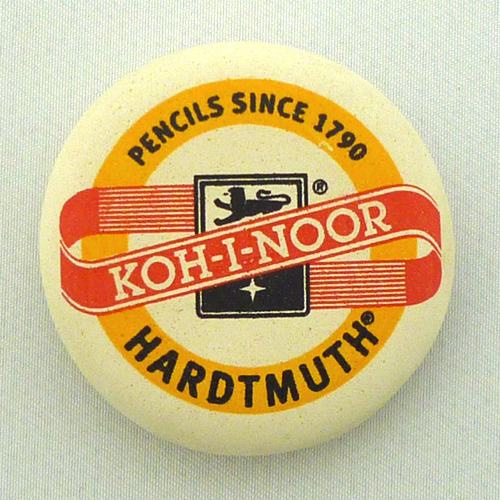 PENCILS SINCE 1790
®
KOH-I-NOOR
HARDTMUTH®